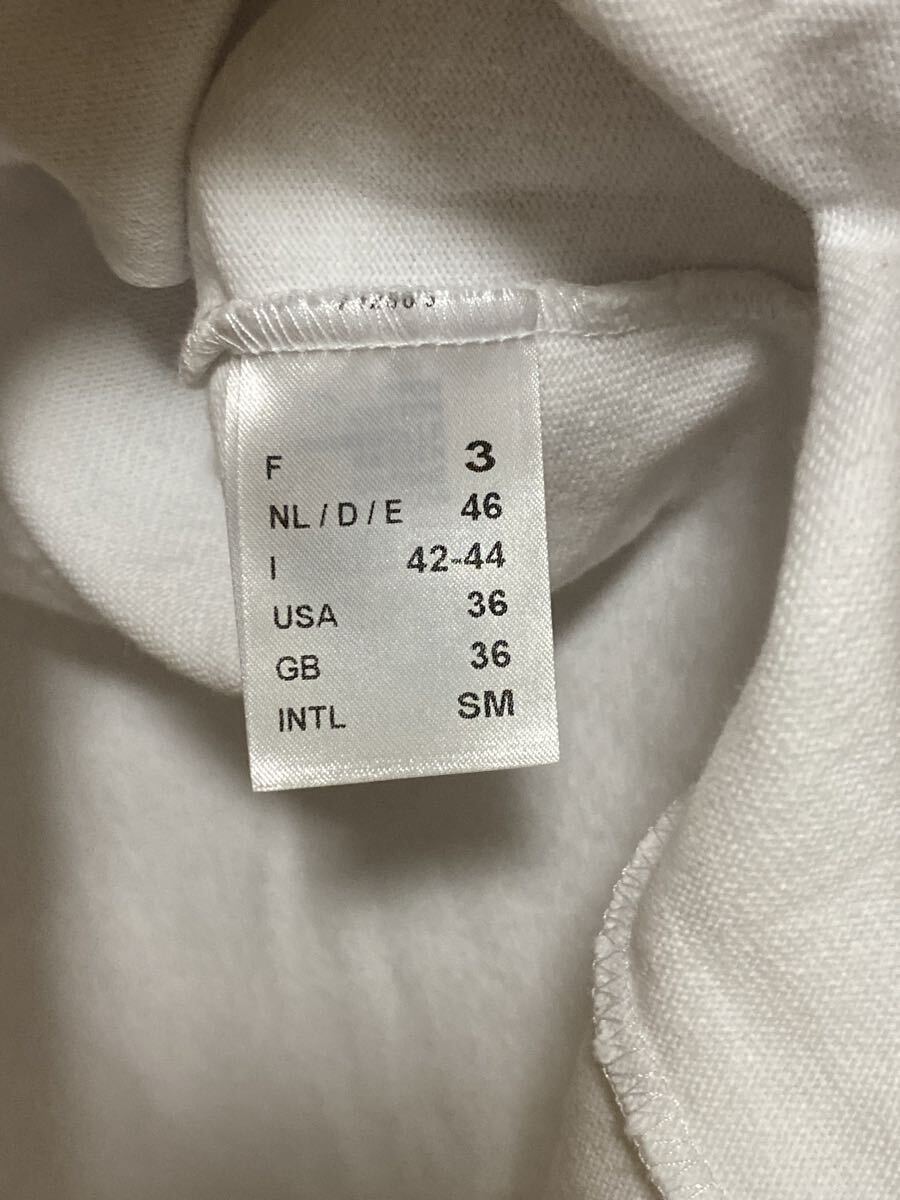 F 3
NL / D / E 46
I 42-44
USA 36
GB 36
INTL SM